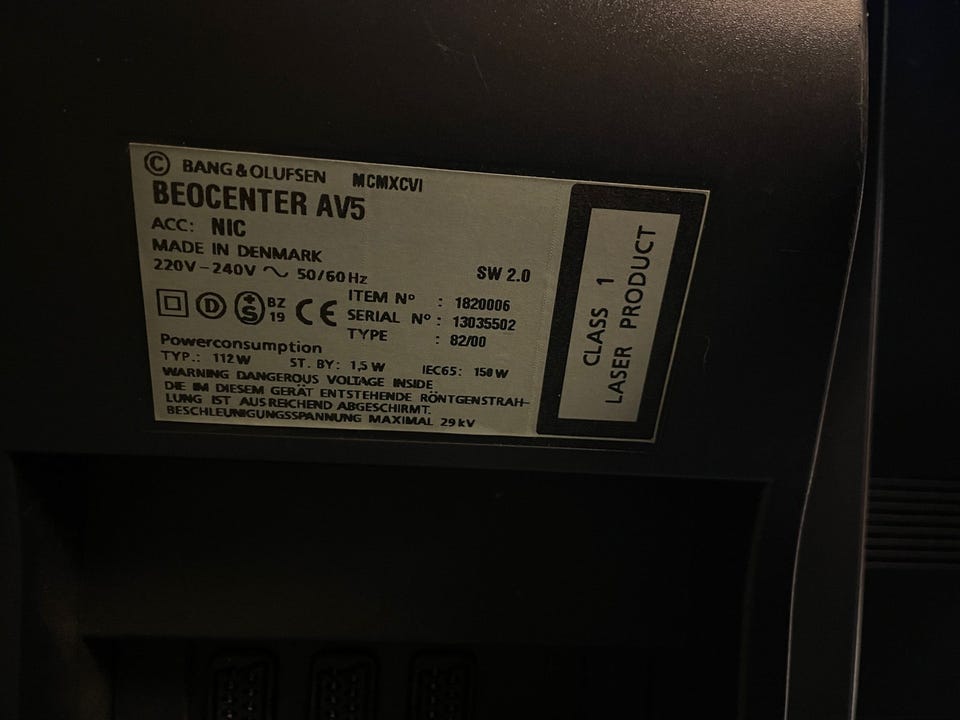 © BANG & OLUFSEN MCMXCVI
BEOCENTER AV5
ACC: NIC
MADE IN DENMARK
220V - 240V ~ 50/60 Hz SW 2.0
D S BZ 19 CE
ITEM Nº : 1820006
SERIAL Nº : 13035502
TYPE : 82/00
Powerconsumption
TYP.: 112 W ST. BY: 1,5 W IEC65: 150 W
WARNING DANGEROUS VOLTAGE INSIDE.
DIE IM DIESEM GERÄT ENTSTEHENDE RÖNTGENSTRAH-
LUNG IST AUSREICHEND ABGESCHIRMT.
BESCHLEUNIGUNGSSPANNUNG MAXIMAL 29 kV
CLASS 1
LASER PRODUCT